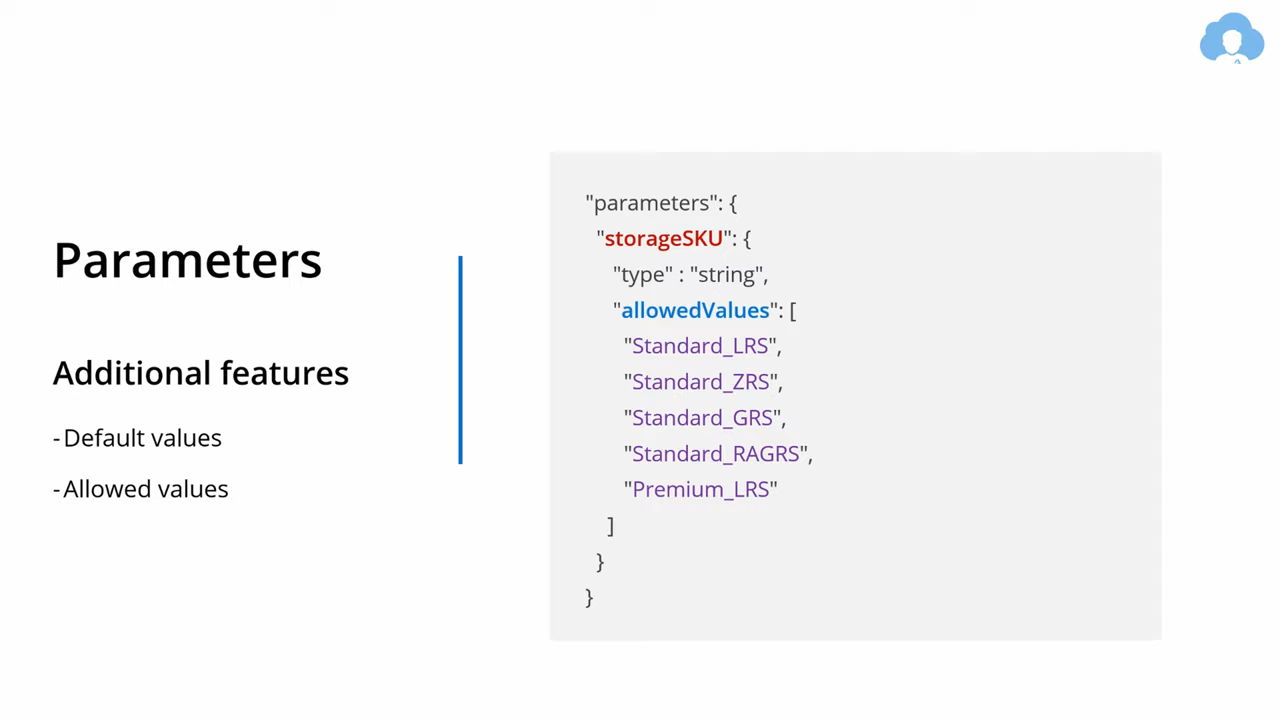 Parameters
Additional features
-Default values
-Allowed values
"parameters": {
"storageSKU": {
"type" : "string",
"allowedValues": [
"Standard_LRS",
"Standard_ZRS",
"Standard_GRS",
"Standard_RAGRS",
"Premium_LRS"
]
}
}